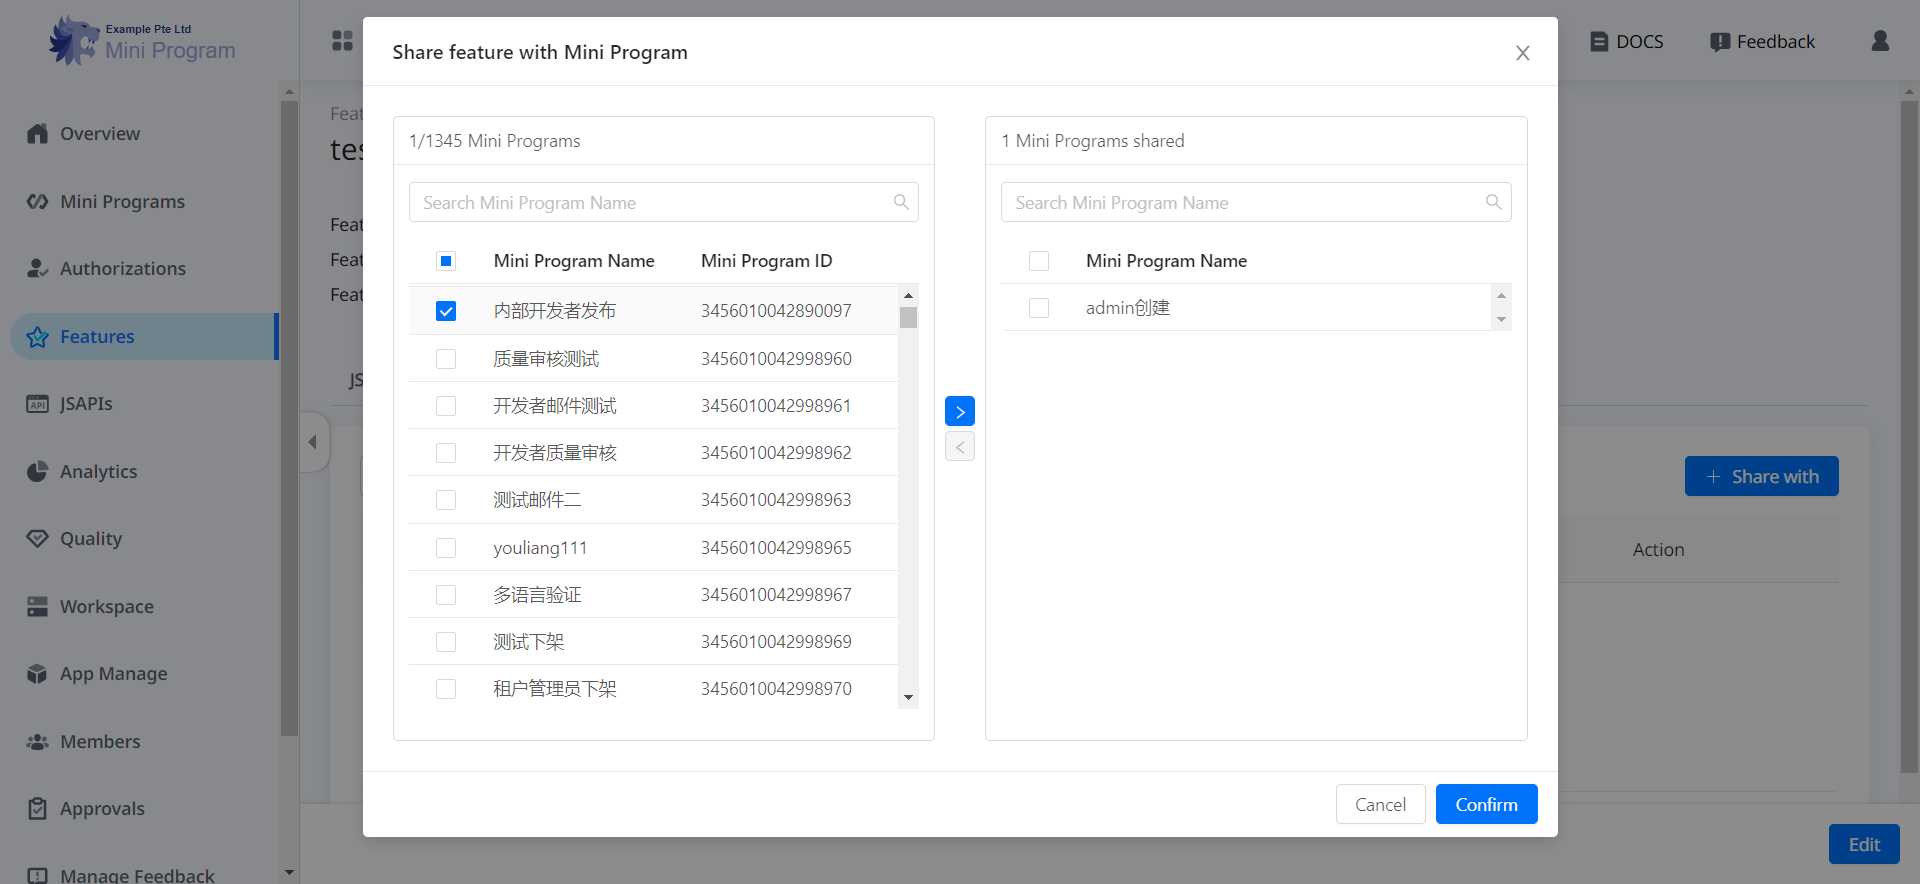 Example Pte Ltd
Mini Program
Overview
Mini Programs
Authorizations
Features
JSAPIs
Analytics
Quality
Workspace
App Manage
Members
Approvals
Manage Feedback
DOCS
Feedback
Share feature with Mini Program
1/1345 Mini Programs
Search Mini Program Name
Mini Program Name Mini Program ID
内部开发者发布 3456010042890097
质量审核测试 3456010042998960
开发者邮件测试 3456010042998961
开发者质量审核 3456010042998962
测试邮件二 3456010042998963
youliang111 3456010042998965
多语言验证 3456010042998967
测试下架 3456010042998969
租户管理员下架 3456010042998970
1 Mini Programs shared
Search Mini Program Name
Mini Program Name
admin创建
Cancel Confirm
Share with
Action
Edit